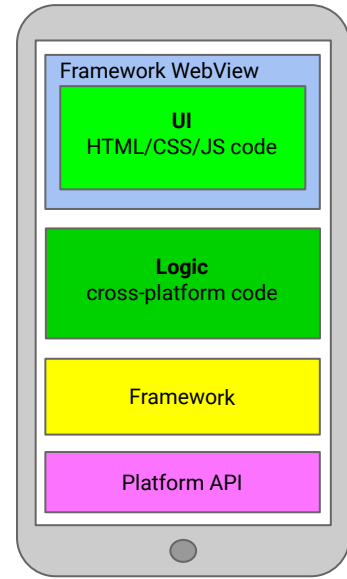 Framework WebView
UI
HTML/CSS/JS code
Logic
cross-platform code
Framework
Platform API